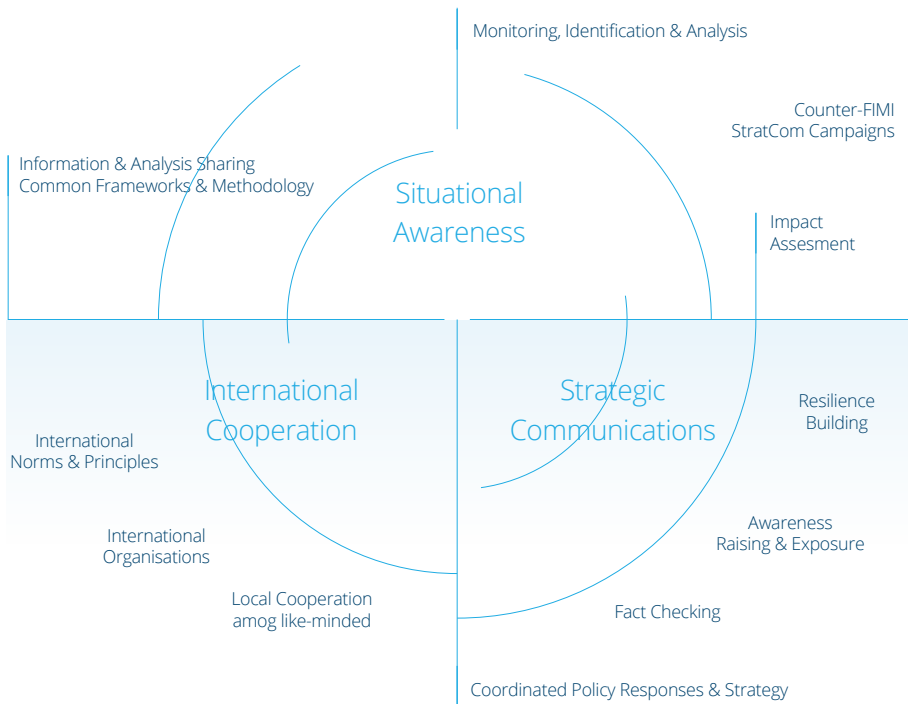 Monitoring, Identification & Analysis
Counter-FIMI
StratCom Campaigns
Information & Analysis Sharing
Common Frameworks & Methodology
Situational
Awareness
Impact
Assesment
International
Cooperation
Strategic
Communications
Resilience
Building
International
Norms & Principles
Awareness
Raising & Exposure
International
Organisations
Local Cooperation
amog like-minded
Fact Checking
Coordinated Policy Responses & Strategy